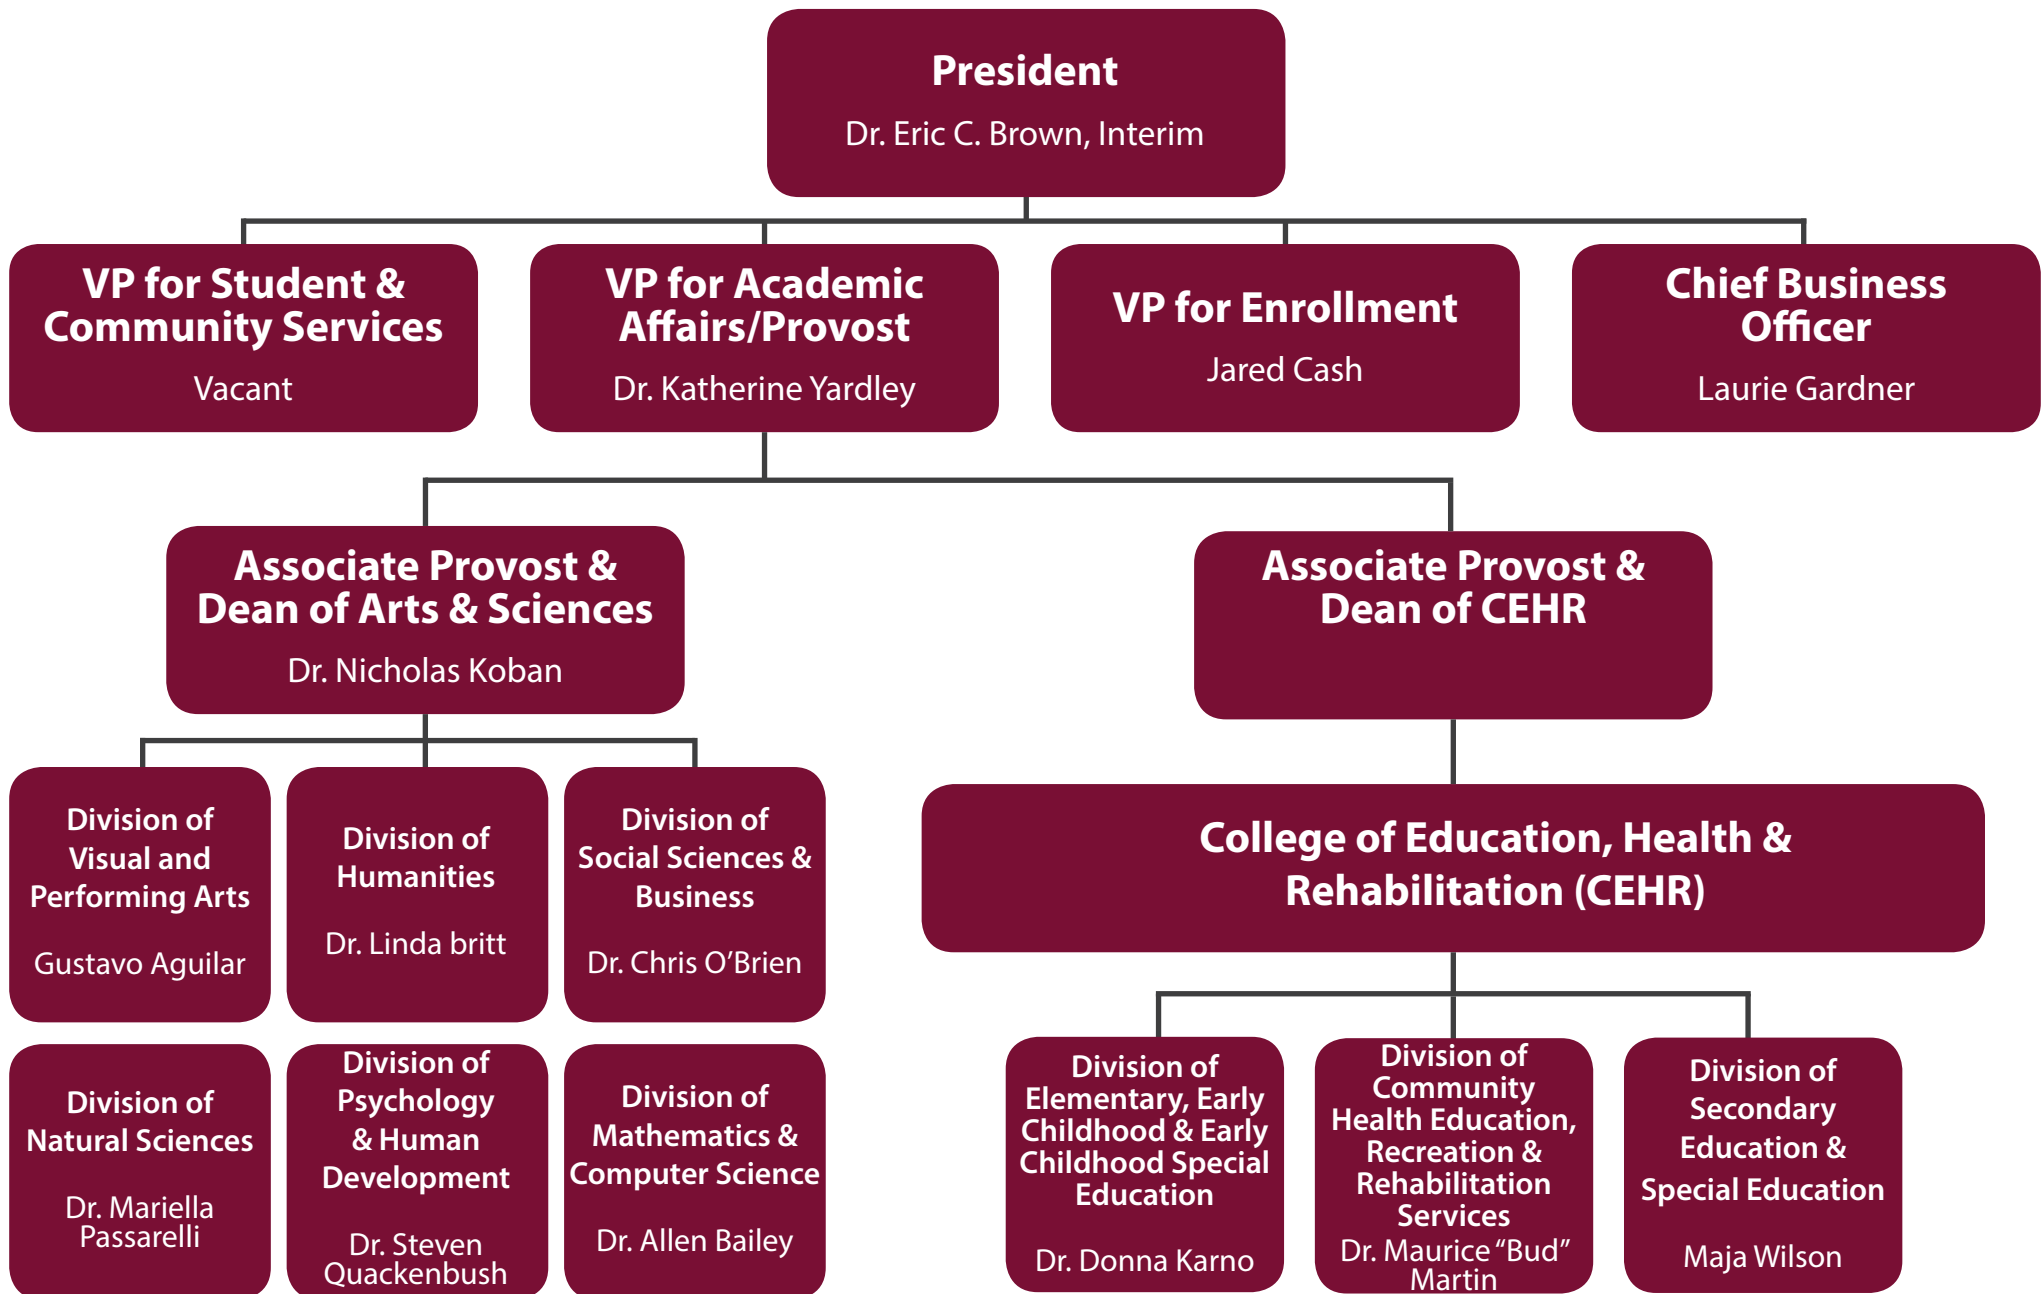 President
Dr. Eric C. Brown, Interim
VP for Student &
Community Services
Vacant
VP for Academic
Affairs/Provost
Dr. Katherine Yardley
VP for Enrollment
Jared Cash
Chief Business
Officer
Laurie Gardner
Associate Provost &
Dean of Arts & Sciences
Dr. Nicholas Koban
Associate Provost &
Dean of CEHR
Division of
Visual and
Performing Arts
Gustavo Aguilar
Division of
Humanities
Dr. Linda britt
Division of
Social Sciences &
Business
Dr. Chris O’Brien
College of Education, Health &
Rehabilitation (CEHR)
Division of
Natural Sciences
Dr. Mariella
Passarelli
Division of
Psychology
& Human
Development
Dr. Steven
Quackenbush
Division of
Mathematics &
Computer Science
Dr. Allen Bailey
Division of
Elementary, Early
Childhood & Early
Childhood Special
Education
Dr. Donna Karno
Division of
Community
Health Education,
Recreation &
Rehabilitation
Services
Dr. Maurice “Bud”
Martin
Division of
Secondary
Education &
Special Education
Maja Wilson